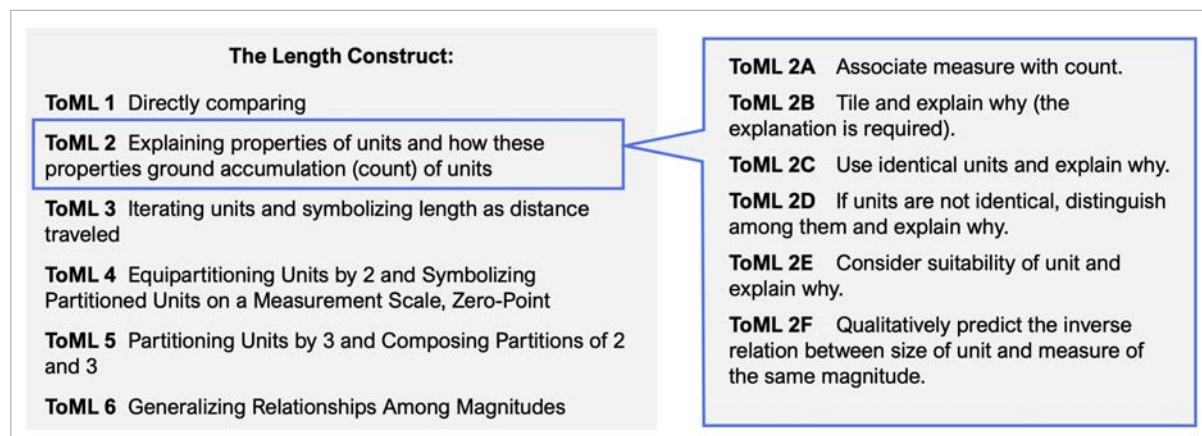 The Length Construct:
ToML 1 Directly comparing
ToML 2 Explaining properties of units and how these
properties ground accumulation (count) of units
ToML 3 Iterating units and symbolizing length as distance
traveled
ToML 4 Equipartitioning Units by 2 and Symbolizing
Partitioned Units on a Measurement Scale, Zero-Point
ToML 5 Partitioning Units by 3 and Composing Partitions of 2
and 3
ToML 6 Generalizing Relationships Among Magnitudes
ToML 2A Associate measure with count.
ToML 2B Tile and explain why (the
explanation is required).
ToML 2C Use identical units and explain why.
ToML 2D If units are not identical, distinguish
among them and explain why.
ToML 2E Consider suitability of unit and
explain why.
ToML 2F Qualitatively predict the inverse
relation between size of unit and measure of
the same magnitude.